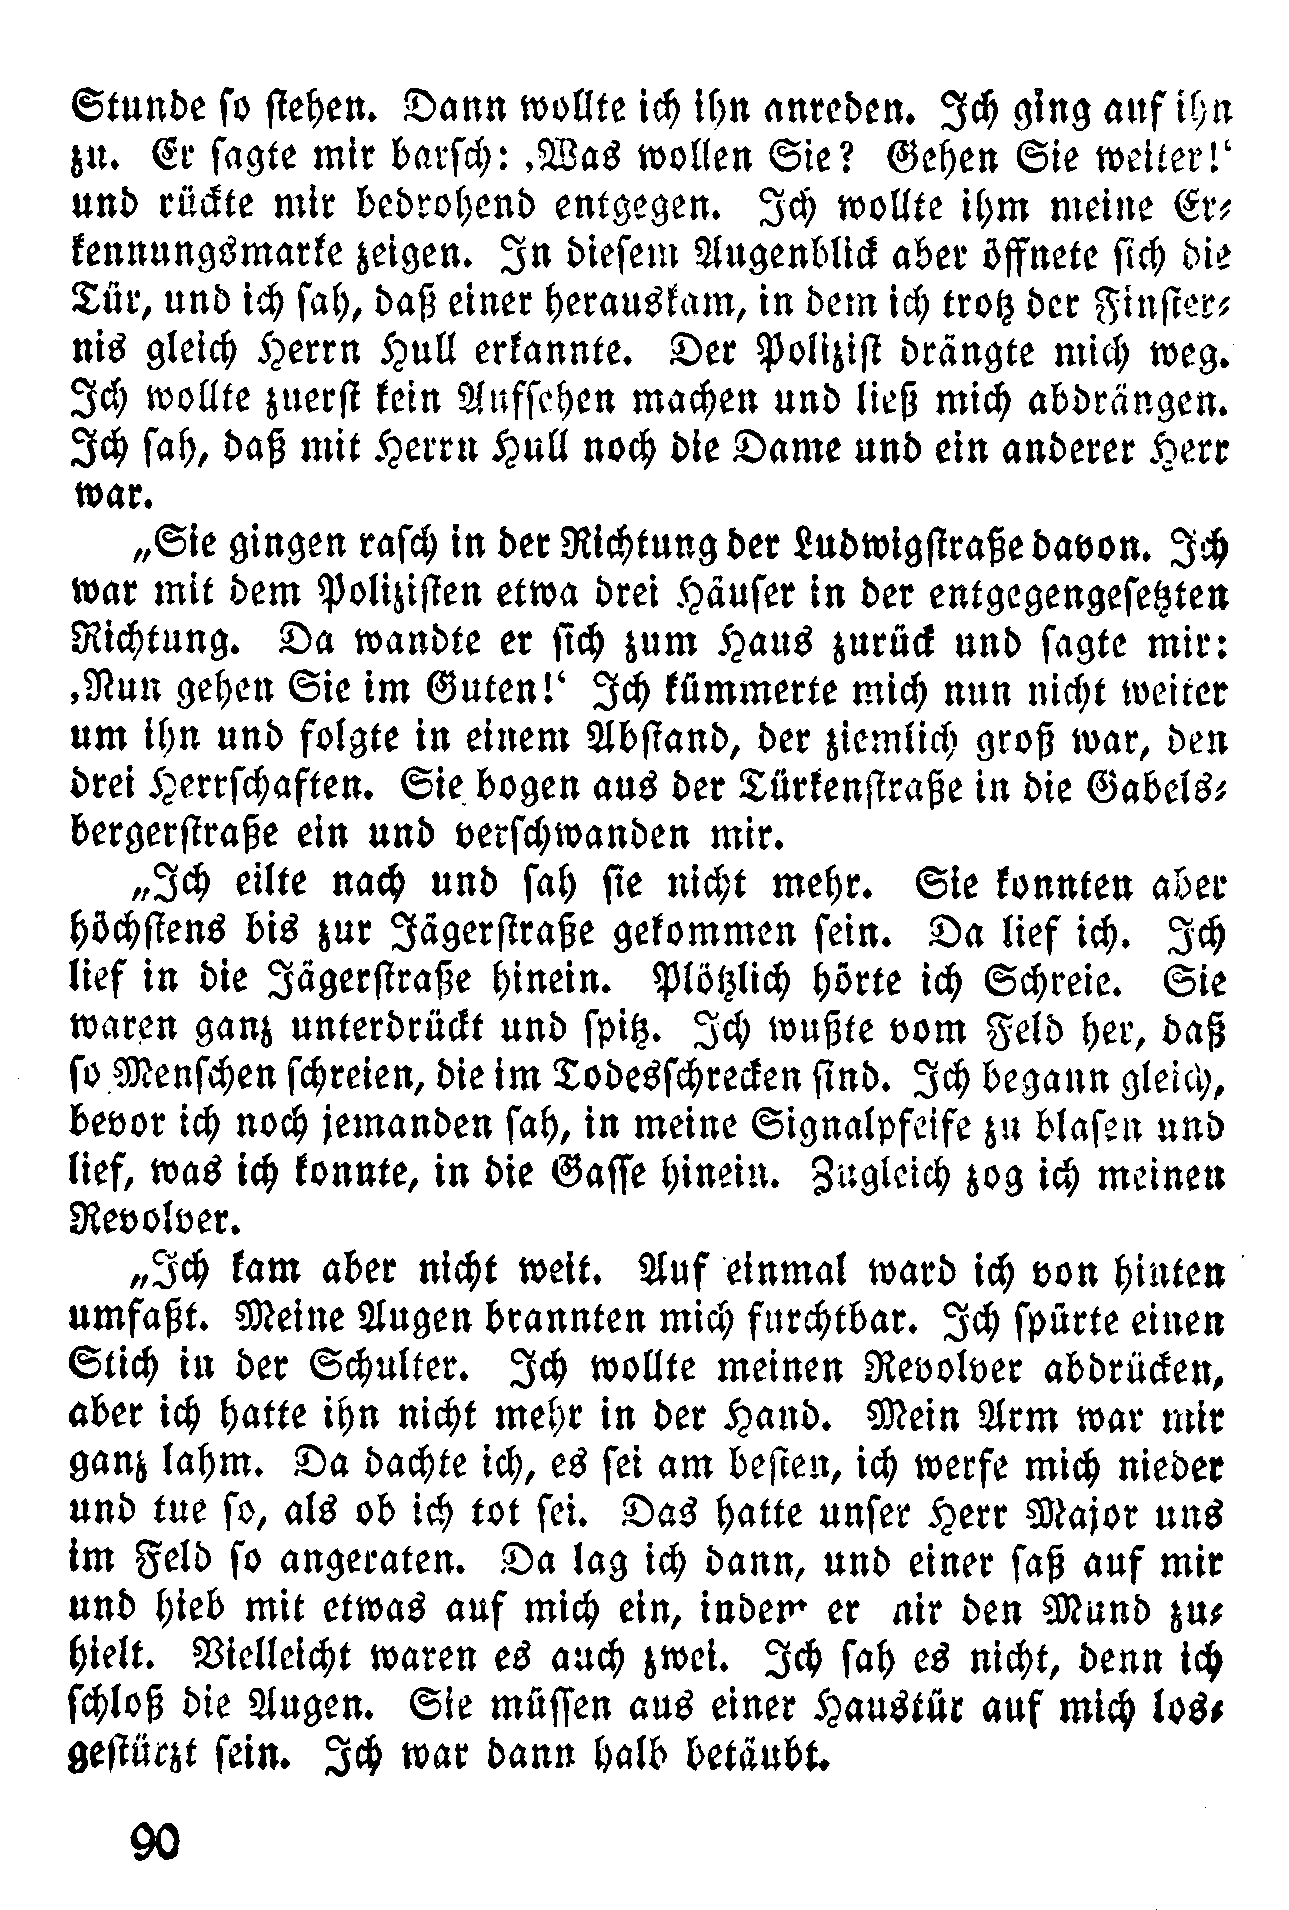 Stunde so stehen. Dann wollte ich ihn anreden. Ich ging auf ihn
zu. Er sagte mir barsch: ‚Was wollen Sie? Gehen Sie weiter!‘
und rückte mir bedrohend entgegen. Ich wollte ihm meine Er-
kennungsmarke zeigen. In diesem Augenblick aber öffnete sich die
Tür, und ich sah, daß einer herauskam, in dem ich trotz der Finster-
nis gleich Herrn Hull erkannte. Der Polizist drängte mich weg.
Ich wollte zuerst kein Aufsehen machen und ließ mich abdrängen.
Ich sah, daß mit Herrn Hull noch die Dame und ein anderer Herr
war.
„Sie gingen rasch in der Richtung der Ludwigstraße davon. Ich
war mit dem Polizisten etwa drei Häuser in der entgegengesetzten
Richtung. Da wandte er sich zum Haus zurück und sagte mir:
‚Nun gehen Sie im Guten!‘ Ich kümmerte mich nun nicht weiter
um ihn und folgte in einem Abstand, der ziemlich groß war, den
drei Herrschaften. Sie bogen aus der Türkenstraße in die Gabels-
bergerstraße ein und verschwanden mir.
„Ich eilte nach und sah sie nicht mehr. Sie konnten aber
höchstens bis zur Jägerstraße gekommen sein. Da lief ich. Ich
lief in die Jägerstraße hinein. Plötzlich hörte ich Schreie. Sie
waren ganz unterdrückt und spitz. Ich wußte vom Feld her, daß
so Menschen schreien, die im Todesschrecken sind. Ich begann gleich,
bevor ich noch jemanden sah, in meine Signalpfeife zu blasen und
lief, was ich konnte, in die Gasse hinein. Zugleich zog ich meinen
Revolver.
„Ich kam aber nicht weit. Auf einmal ward ich von hinten
umfaßt. Meine Augen brannten mich furchtbar. Ich spürte einen
Stich in der Schulter. Ich wollte meinen Revolver abdrücken,
aber ich hatte ihn nicht mehr in der Hand. Mein Arm war mir
ganz lahm. Da dachte ich, es sei am besten, ich werfe mich nieder
und tue so, als ob ich tot sei. Das hatte unser Herr Major uns
im Feld so angeraten. Da lag ich dann, und einer saß auf mir
und hieb mit etwas auf mich ein, indem er mir den Mund zu-
hielt. Vielleicht waren es auch zwei. Ich sah es nicht, denn ich
schloß die Augen. Sie müssen aus einer Haustür auf mich los-
gestürzt sein. Ich war dann halb betäubt.
90